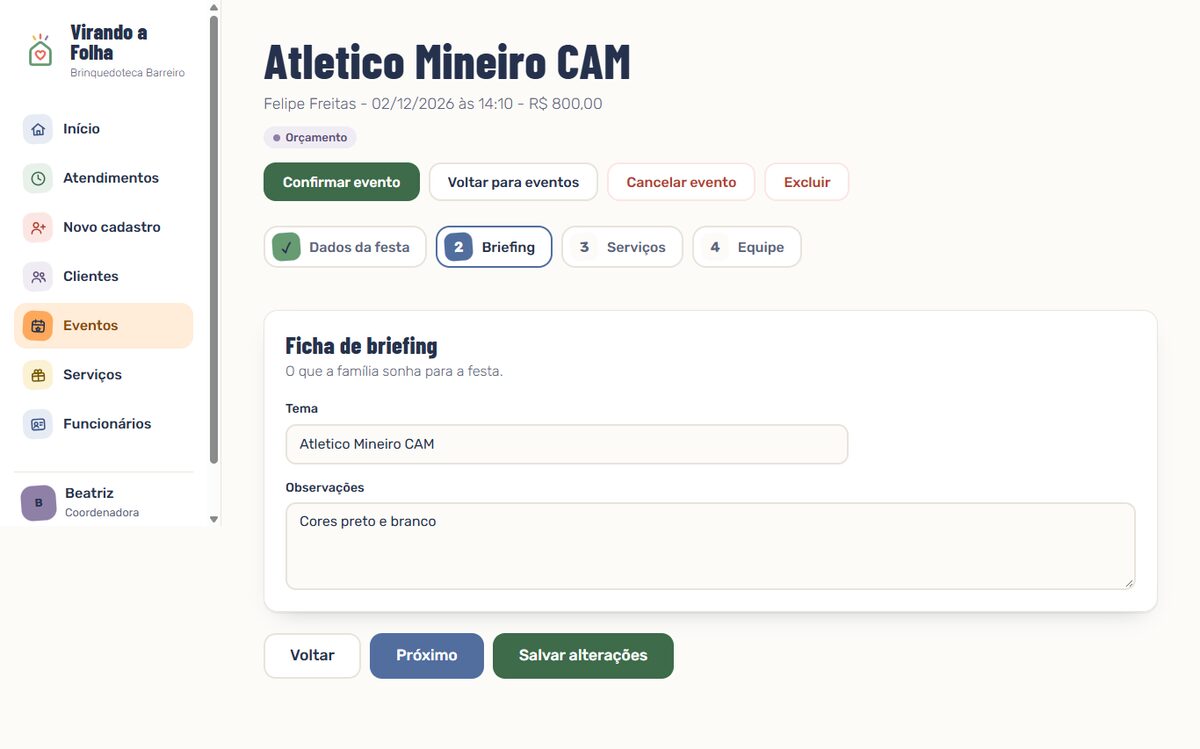 Virando a
Folha
Brinquedoteca Barreiro
Início
Atendimentos
Novo cadastro
Clientes
Eventos
Serviços
Funcionários
B
Beatriz
Coordenadora
Atletico Mineiro CAM
Felipe Freitas - 02/12/2026 às 14:10 - R$ 800,00
Orçamento
Confirmar evento Voltar para eventos Cancelar evento Excluir
✓ Dados da festa 2 Briefing 3 Serviços 4 Equipe
Ficha de briefing
O que a família sonha para a festa.
Tema
Atletico Mineiro CAM
Observações
Cores preto e branco
Voltar Próximo Salvar alterações